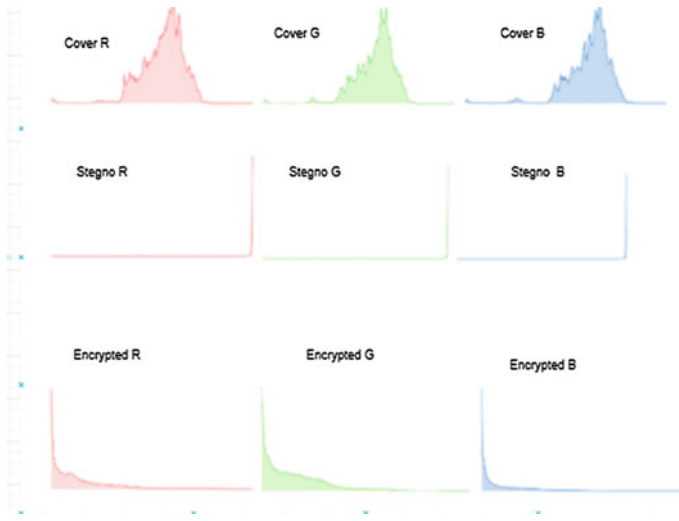 Cover R
Cover G
Cover B
Stegno R
Stegno G
Stegno B
Encrypted R
Encrypted G
Encrypted B